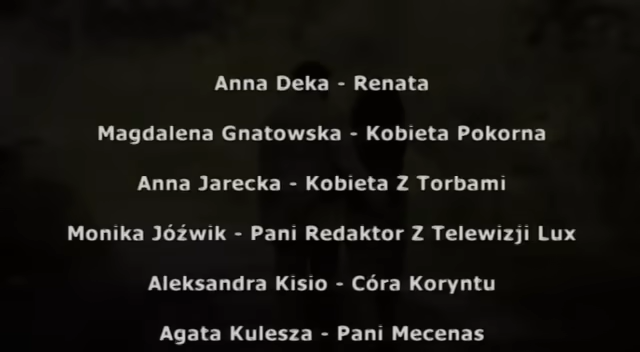 Anna Deka - Renata
Magdalena Gnatowska - Kobieta Pokorna
Anna Jarecka - Kobieta Z Torbami
Monika Jóźwik - Pani Redaktor Z Telewizji Lux
Aleksandra Kisio - Córa Koryntu
Agata Kulesza - Pani Mecenas